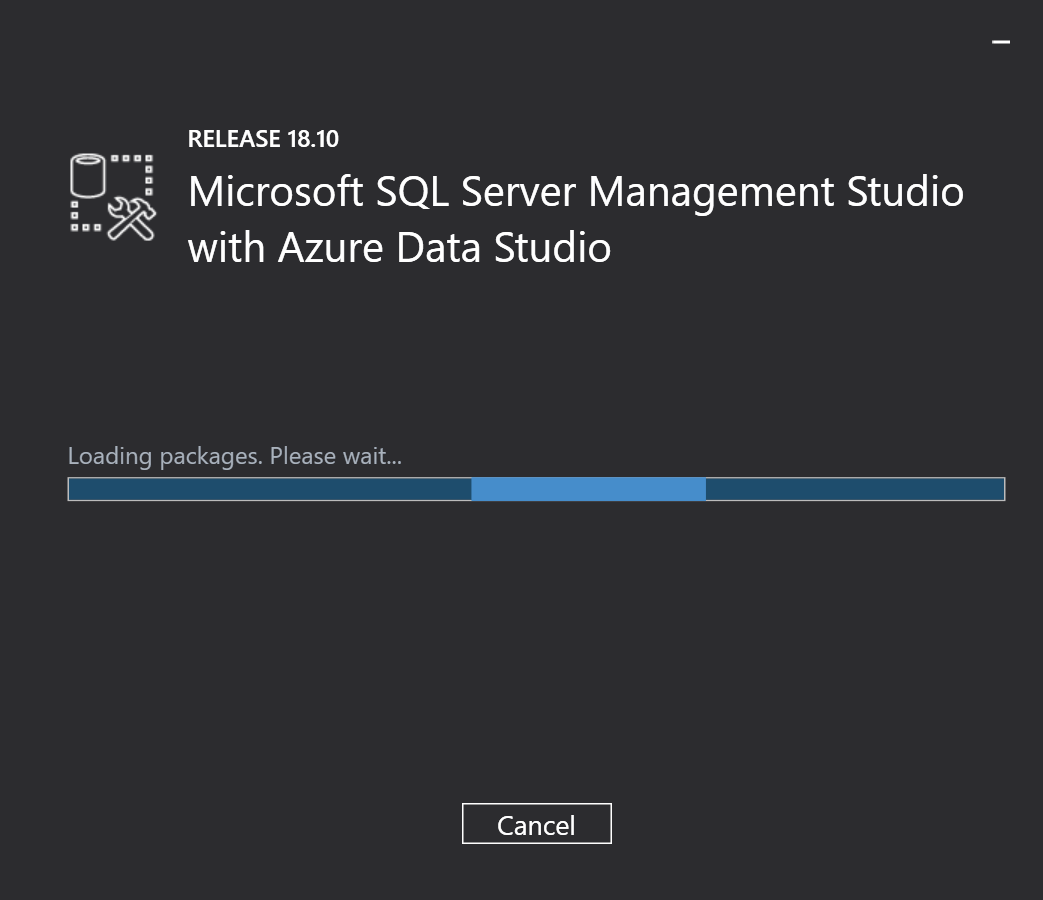 RELEASE 18.10
Microsoft SQL Server Management Studio
with Azure Data Studio
Loading packages. Please wait...
Cancel